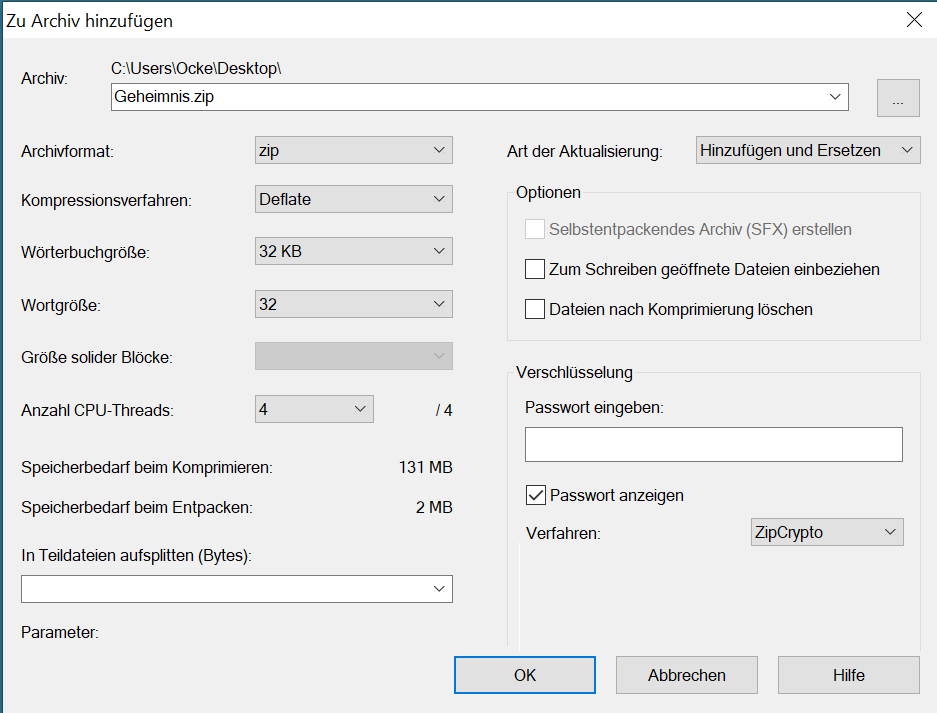 Zu Archiv hinzufügen
Archiv:
C:\Users\Ocke\Desktop\
Geheimnis.zip
...
Archivformat:
zip
Kompressionsverfahren:
Deflate
Wörterbuchgröße:
32 KB
Wortgröße:
32
Größe solider Blöcke:
Anzahl CPU-Threads:
4
/ 4
Speicherbedarf beim Komprimieren:
131 MB
Speicherbedarf beim Entpacken:
2 MB
In Teildateien aufsplitten (Bytes):
Parameter:
Art der Aktualisierung:
Hinzufügen und Ersetzen
Optionen
Selbstentpackendes Archiv (SFX) erstellen
Zum Schreiben geöffnete Dateien einbeziehen
Dateien nach Komprimierung löschen
Verschlüsselung
Passwort eingeben:
Passwort anzeigen
Verfahren:
ZipCrypto
OK
Abbrechen
Hilfe